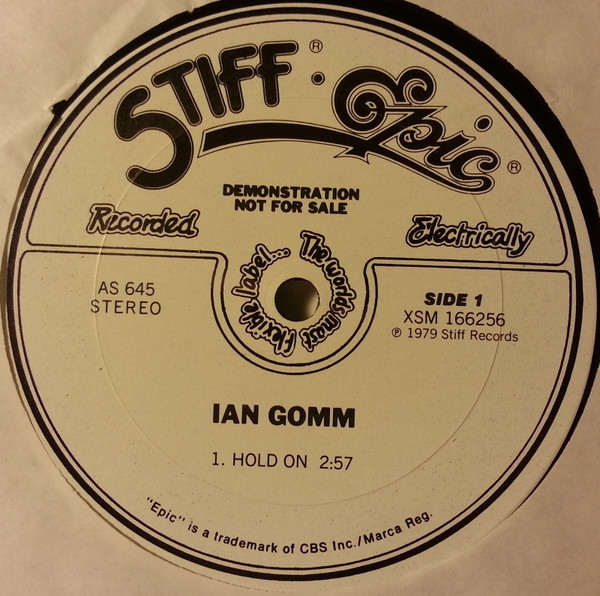 STIFF® · Epic®
DEMONSTRATION
NOT FOR SALE
Recorded
Electrically
The worlds most
flexible label...
AS 645
STEREO
SIDE 1
XSM 166256
℗ 1979 Stiff Records
IAN GOMM
1. HOLD ON 2:57
"Epic" is a trademark of CBS Inc./Marca Reg.